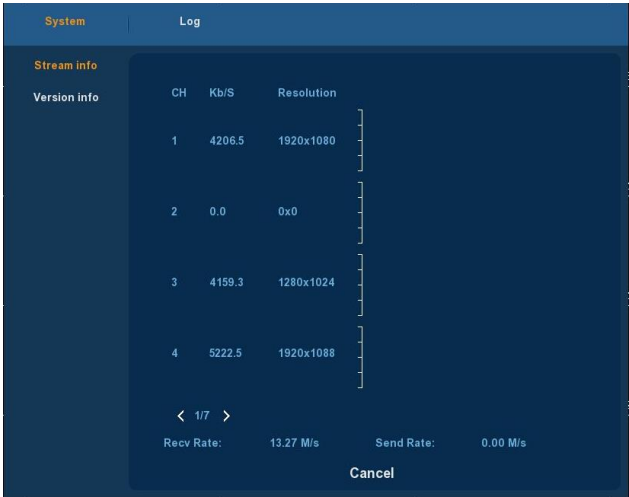 System Log
Stream info
Version info
CH Kb/S Resolution
1 4206.5 1920x1080
2 0.0 0x0
3 4159.3 1280x1024
4 5222.5 1920x1088
< 1/7 >
Recv Rate: 13.27 M/s Send Rate: 0.00 M/s
Cancel